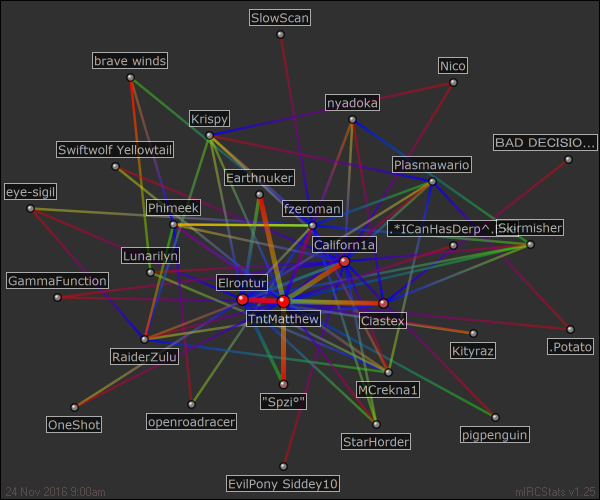 SlowScan
brave winds
Nico
nyadoka
Krispy
BAD DECISIO...
Swiftwolf Yellowtail
Plasmawario
Earthnuker
eye-sigil
Phimeek
fzeroman
.*ICanHasDerp^.
Skirmisher
Californ1a
Lunarilyn
GammaFunction
Elrontur
TntMatthew
Ciastex
Kityraz
.Potato
RaiderZulu
MCrekna1
"Spzi°"
OneShot
openroadracer
StarHorder
pigpenguin
EvilPony Siddey10
24 Nov 2016 9:00am
mIRCStats v1.25